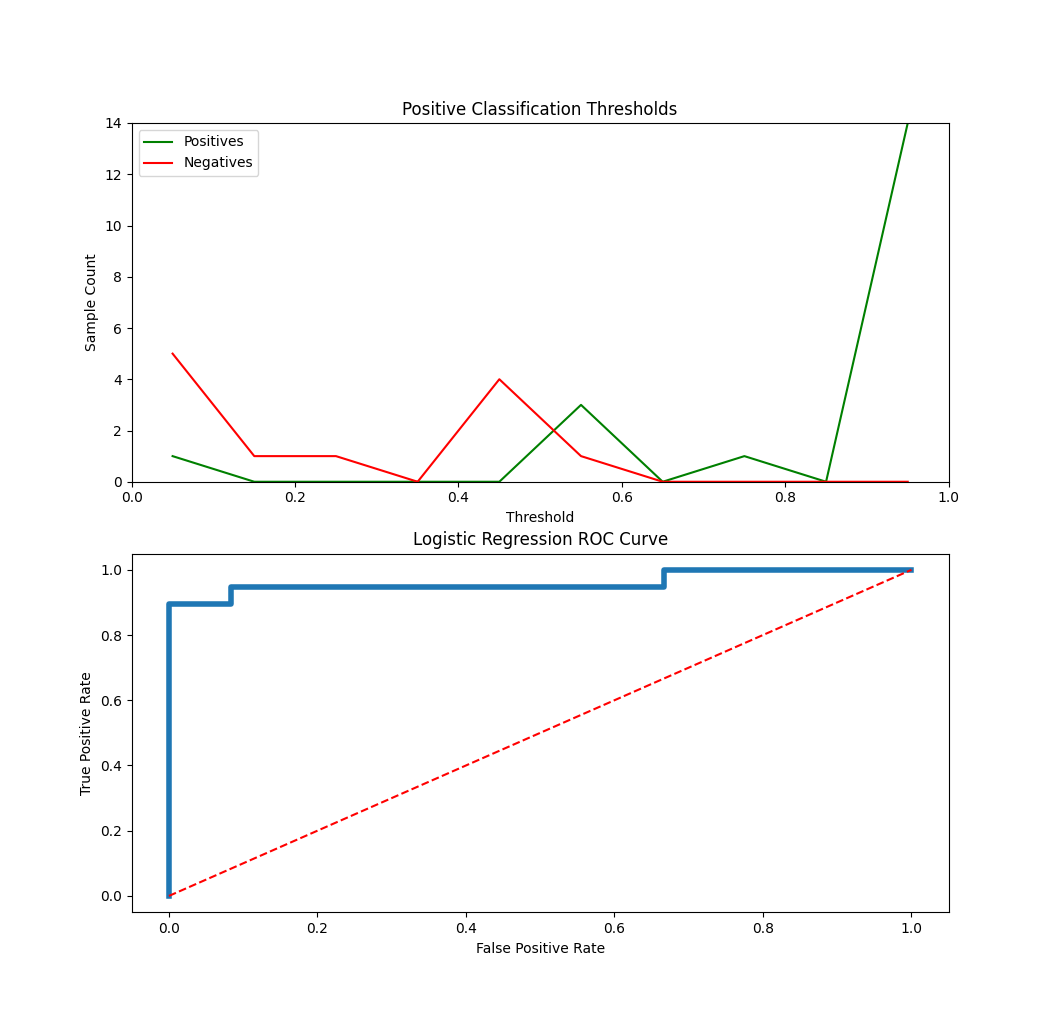 Positive Classification Thresholds
14
12
10
8
6
4
2
0
Sample Count
Positives
Negatives
0.0 0.2 0.4 0.6 0.8 1.0
Threshold
Logistic Regression ROC Curve
1.0
0.8
0.6
0.4
0.2
0.0
True Positive Rate
0.0 0.2 0.4 0.6 0.8 1.0
False Positive Rate